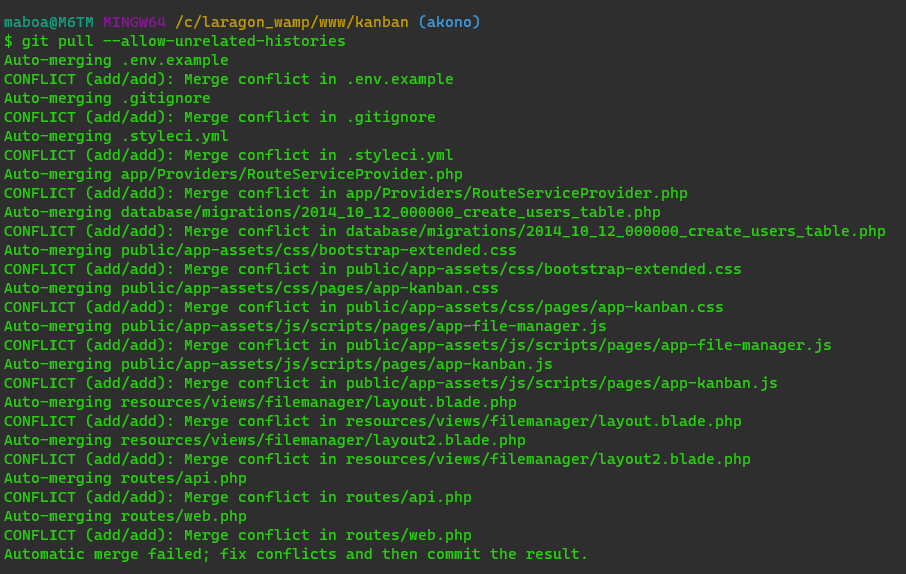 maboa@M6TM MINGW64 /c/laragon_wamp/www/kanban (akono)
$ git pull --allow-unrelated-histories
Auto-merging .env.example
CONFLICT (add/add): Merge conflict in .env.example
Auto-merging .gitignore
CONFLICT (add/add): Merge conflict in .gitignore
Auto-merging .styleci.yml
CONFLICT (add/add): Merge conflict in .styleci.yml
Auto-merging app/Providers/RouteServiceProvider.php
CONFLICT (add/add): Merge conflict in app/Providers/RouteServiceProvider.php
Auto-merging database/migrations/2014_10_12_000000_create_users_table.php
CONFLICT (add/add): Merge conflict in database/migrations/2014_10_12_000000_create_users_table.php
Auto-merging public/app-assets/css/bootstrap-extended.css
CONFLICT (add/add): Merge conflict in public/app-assets/css/bootstrap-extended.css
Auto-merging public/app-assets/css/pages/app-kanban.css
CONFLICT (add/add): Merge conflict in public/app-assets/css/pages/app-kanban.css
Auto-merging public/app-assets/js/scripts/pages/app-file-manager.js
CONFLICT (add/add): Merge conflict in public/app-assets/js/scripts/pages/app-file-manager.js
Auto-merging public/app-assets/js/scripts/pages/app-kanban.js
CONFLICT (add/add): Merge conflict in public/app-assets/js/scripts/pages/app-kanban.js
Auto-merging resources/views/filemanager/layout.blade.php
CONFLICT (add/add): Merge conflict in resources/views/filemanager/layout.blade.php
Auto-merging resources/views/filemanager/layout2.blade.php
CONFLICT (add/add): Merge conflict in resources/views/filemanager/layout2.blade.php
Auto-merging routes/api.php
CONFLICT (add/add): Merge conflict in routes/api.php
Auto-merging routes/web.php
CONFLICT (add/add): Merge conflict in routes/web.php
Automatic merge failed; fix conflicts and then commit the result.